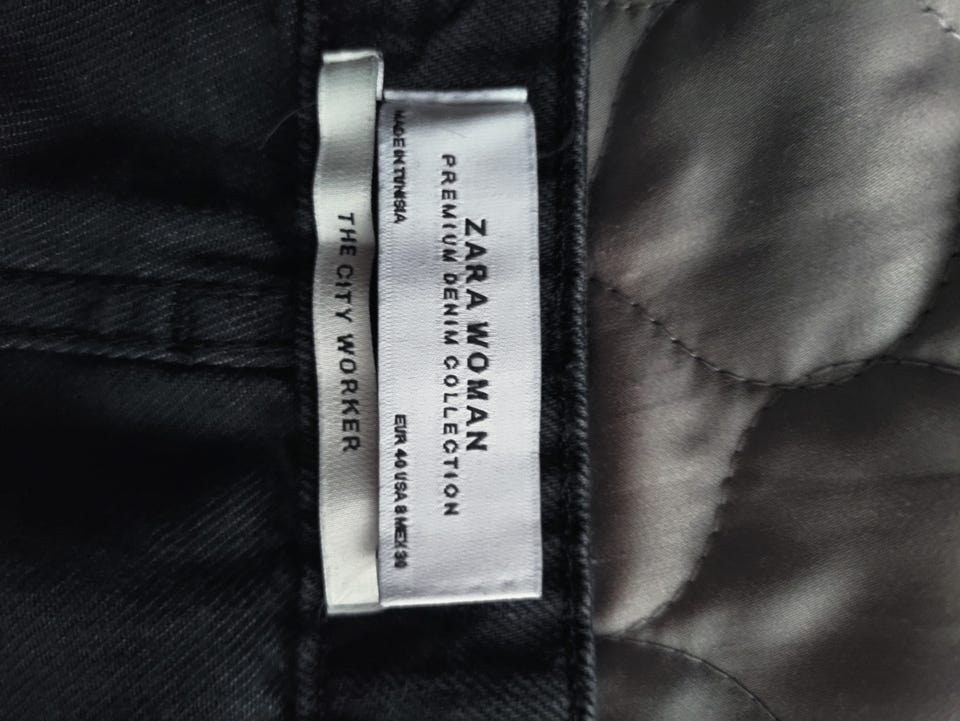 ZARA WOMAN
PREMIUM DENIM COLLECTION
MADE IN TUNISIA EUR 40 USA 8 MEX 30
THE CITY WORKER